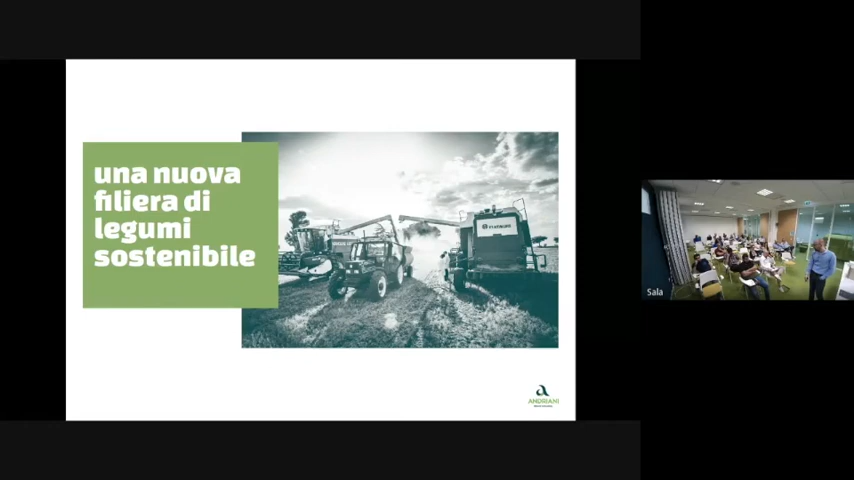 una nuova
filiera di
legumi
sostenibile
ANDRIANI
Sala